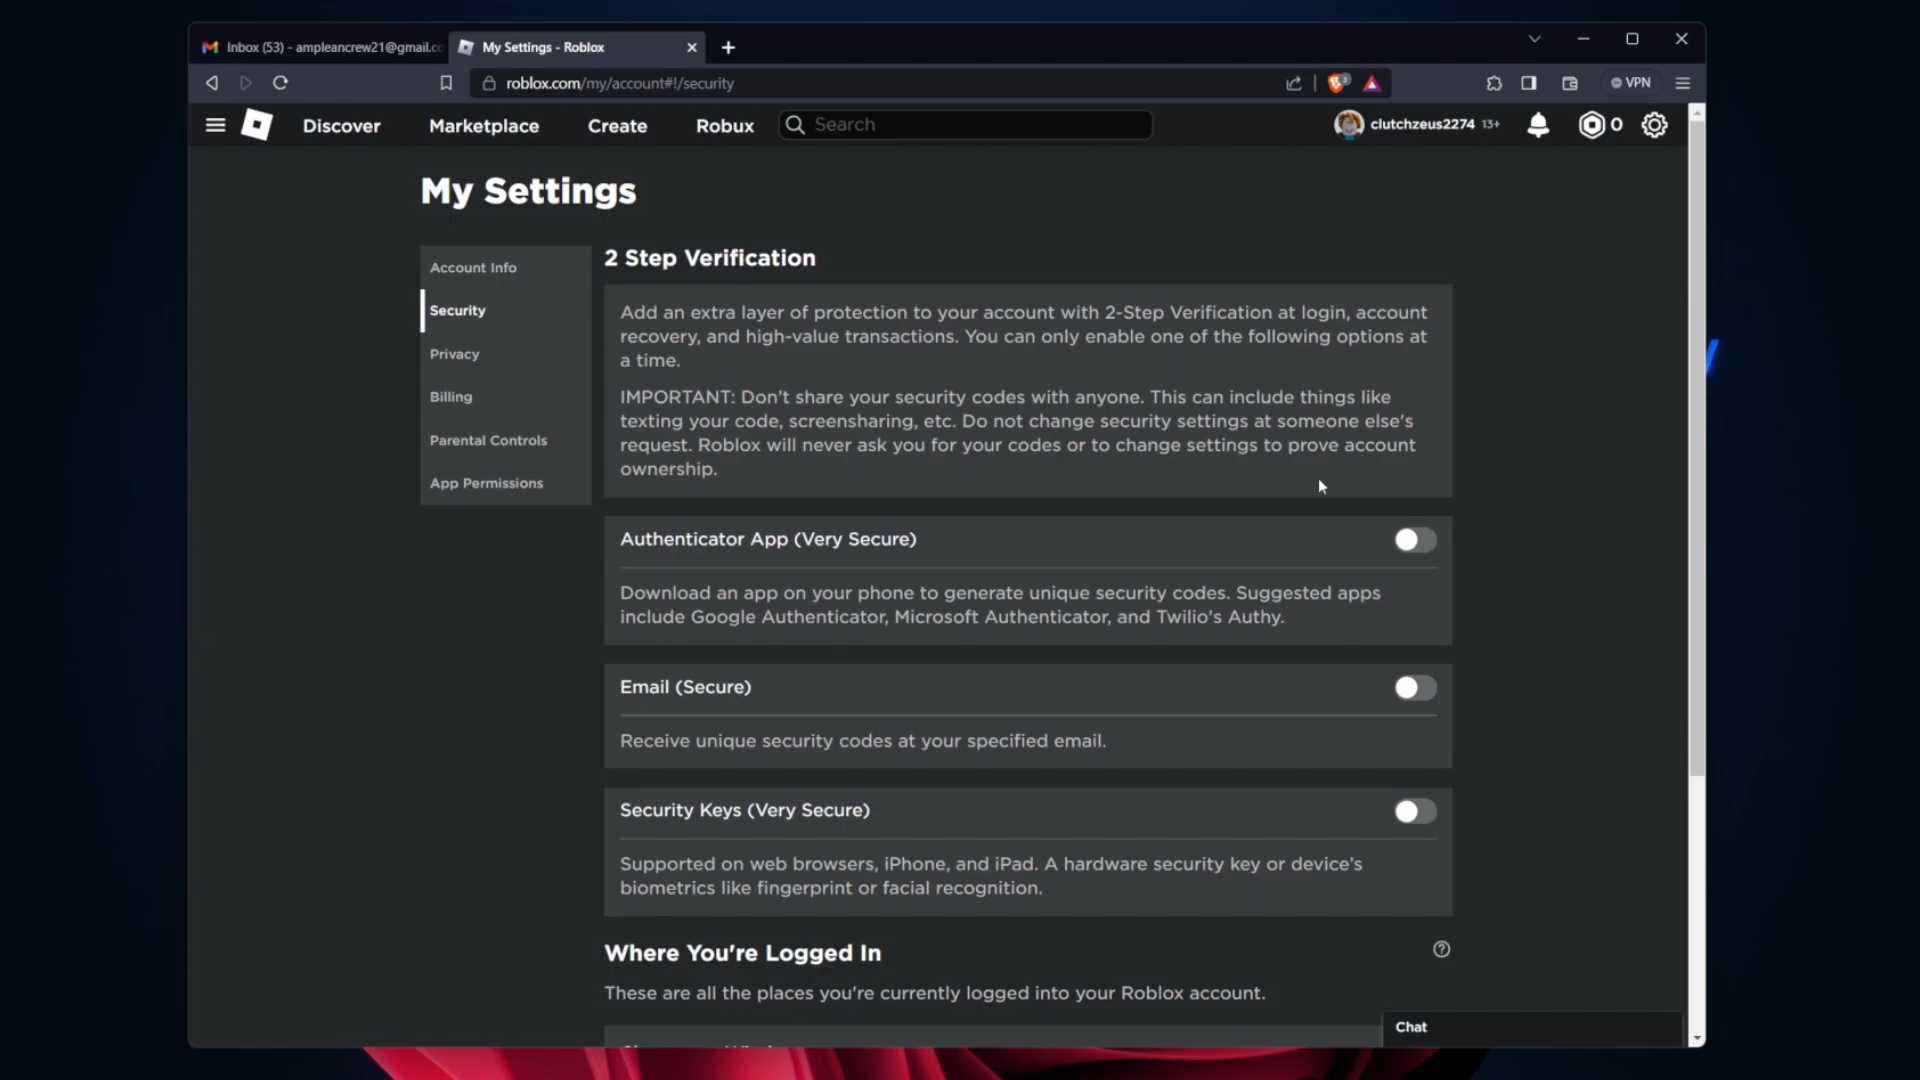 Inbox (53) - ampleancrew21@gmail.co
My Settings - Roblox
roblox.com/my/account#!/security
VPN
Discover
Marketplace
Create
Robux
Search
clutchzeus2274 13+
0
My Settings
Account Info
Security
Privacy
Billing
Parental Controls
App Permissions
2 Step Verification
Add an extra layer of protection to your account with 2-Step Verification at login, account
recovery, and high-value transactions. You can only enable one of the following options at
a time.
IMPORTANT: Don't share your security codes with anyone. This can include things like
texting your code, screensharing, etc. Do not change security settings at someone else's
request. Roblox will never ask you for your codes or to change settings to prove account
ownership.
Authenticator App (Very Secure)
Download an app on your phone to generate unique security codes. Suggested apps
include Google Authenticator, Microsoft Authenticator, and Twilio's Authy.
Email (Secure)
Receive unique security codes at your specified email.
Security Keys (Very Secure)
Supported on web browsers, iPhone, and iPad. A hardware security key or device's
biometrics like fingerprint or facial recognition.
Where You're Logged In
These are all the places you're currently logged into your Roblox account.
Chat